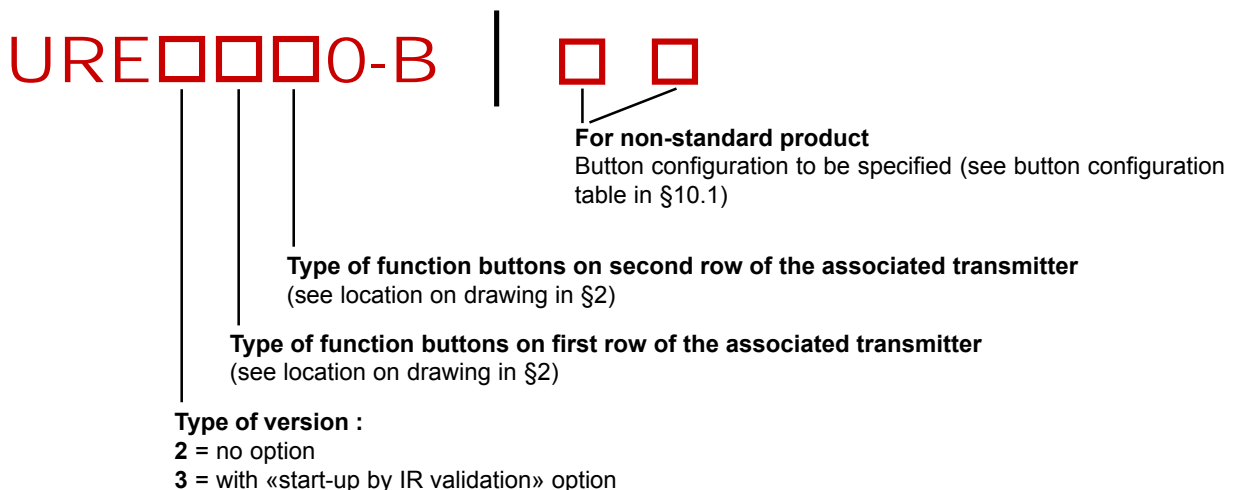 URE□□□0-B □ □
For non-standard product
Button configuration to be specified (see button configuration
table in §10.1)
Type of function buttons on second row of the associated transmitter
(see location on drawing in §2)
Type of function buttons on first row of the associated transmitter
(see location on drawing in §2)
Type of version :
2 = no option
3 = with «start-up by IR validation» option